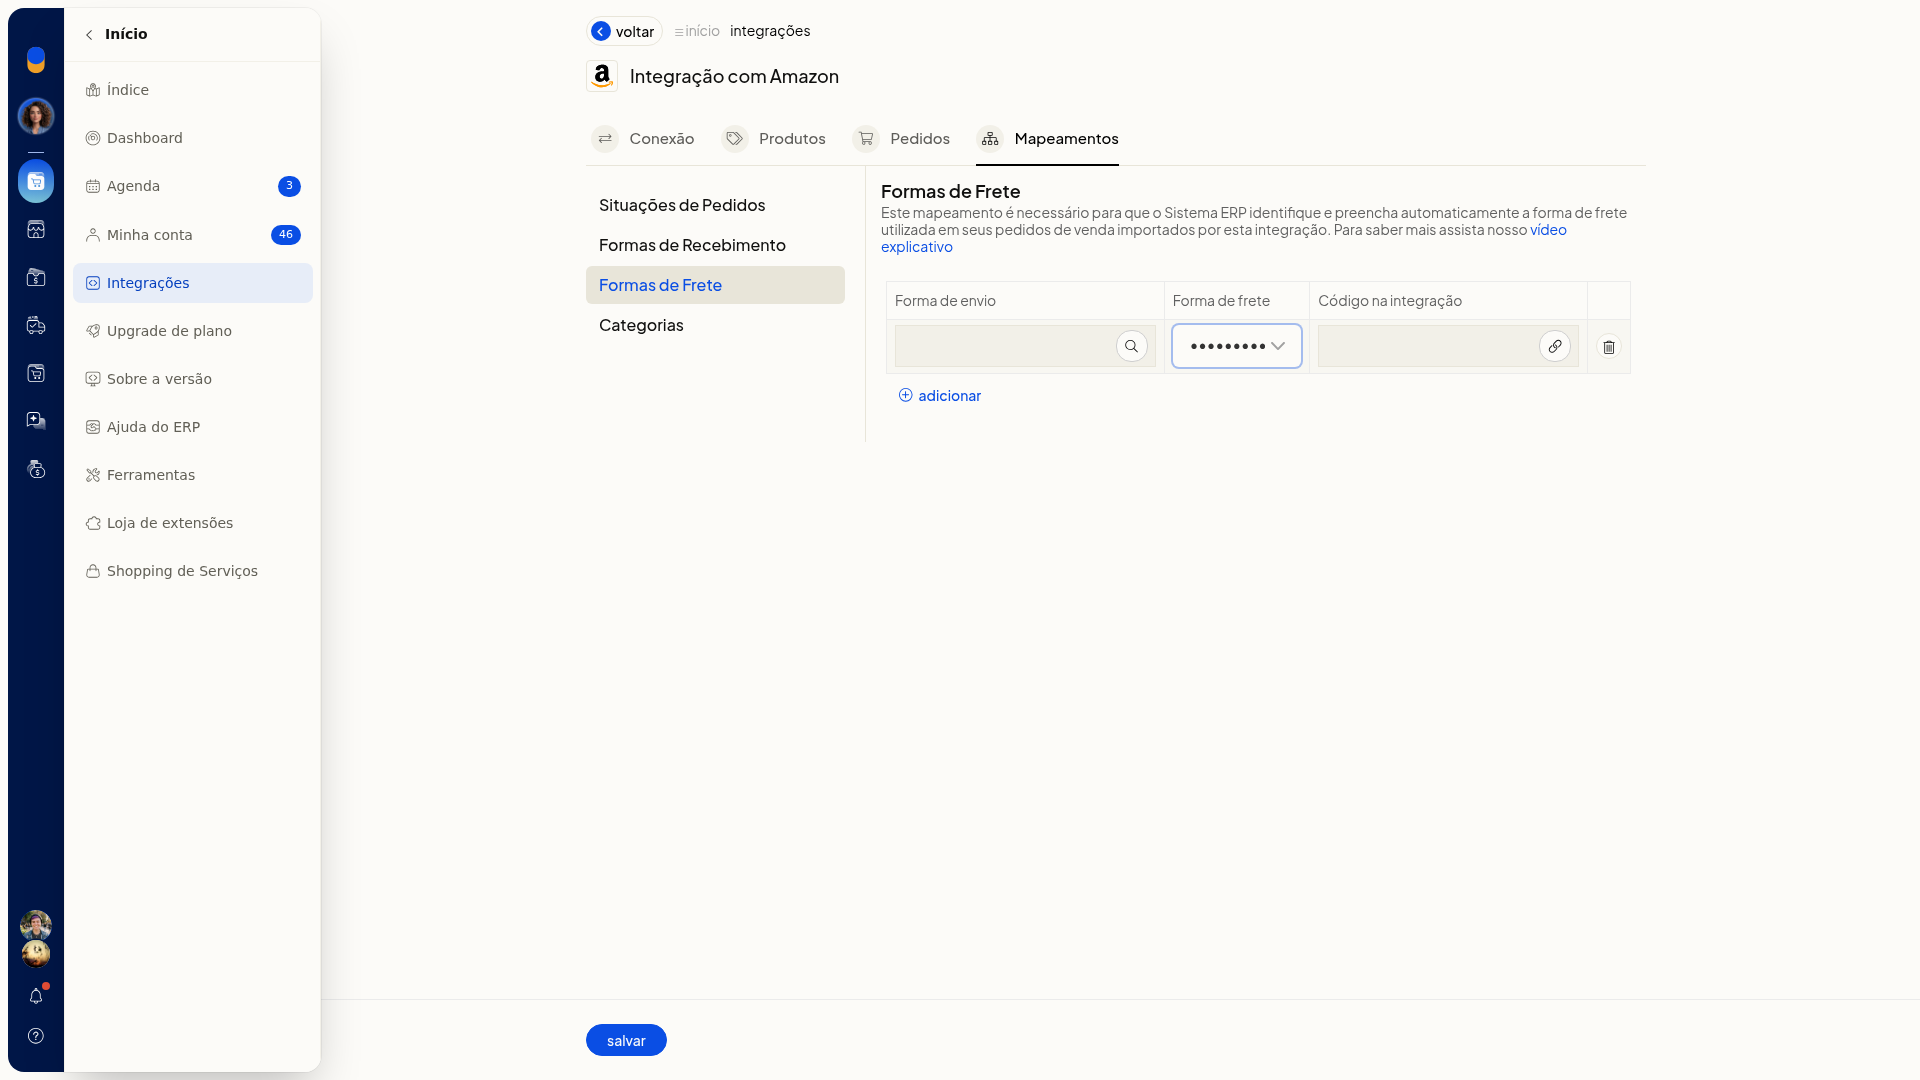 Início
Índice
Dashboard
Agenda
3
Minha conta
46
Integrações
Upgrade de plano
Sobre a versão
Ajuda do ERP
Ferramentas
Loja de extensões
Shopping de Serviços
voltar
início
integrações
Integração com Amazon
Conexão
Produtos
Pedidos
Mapeamentos
Situações de Pedidos
Formas de Recebimento
Formas de Frete
Categorias
Formas de Frete
Este mapeamento é necessário para que o Sistema ERP identifique e preencha automaticamente a forma de frete
utilizada em seus pedidos de venda importados por esta integração. Para saber mais assista nosso vídeo
explicativo
Forma de envio
Forma de frete
Código na integração
•••••••••
adicionar
salvar